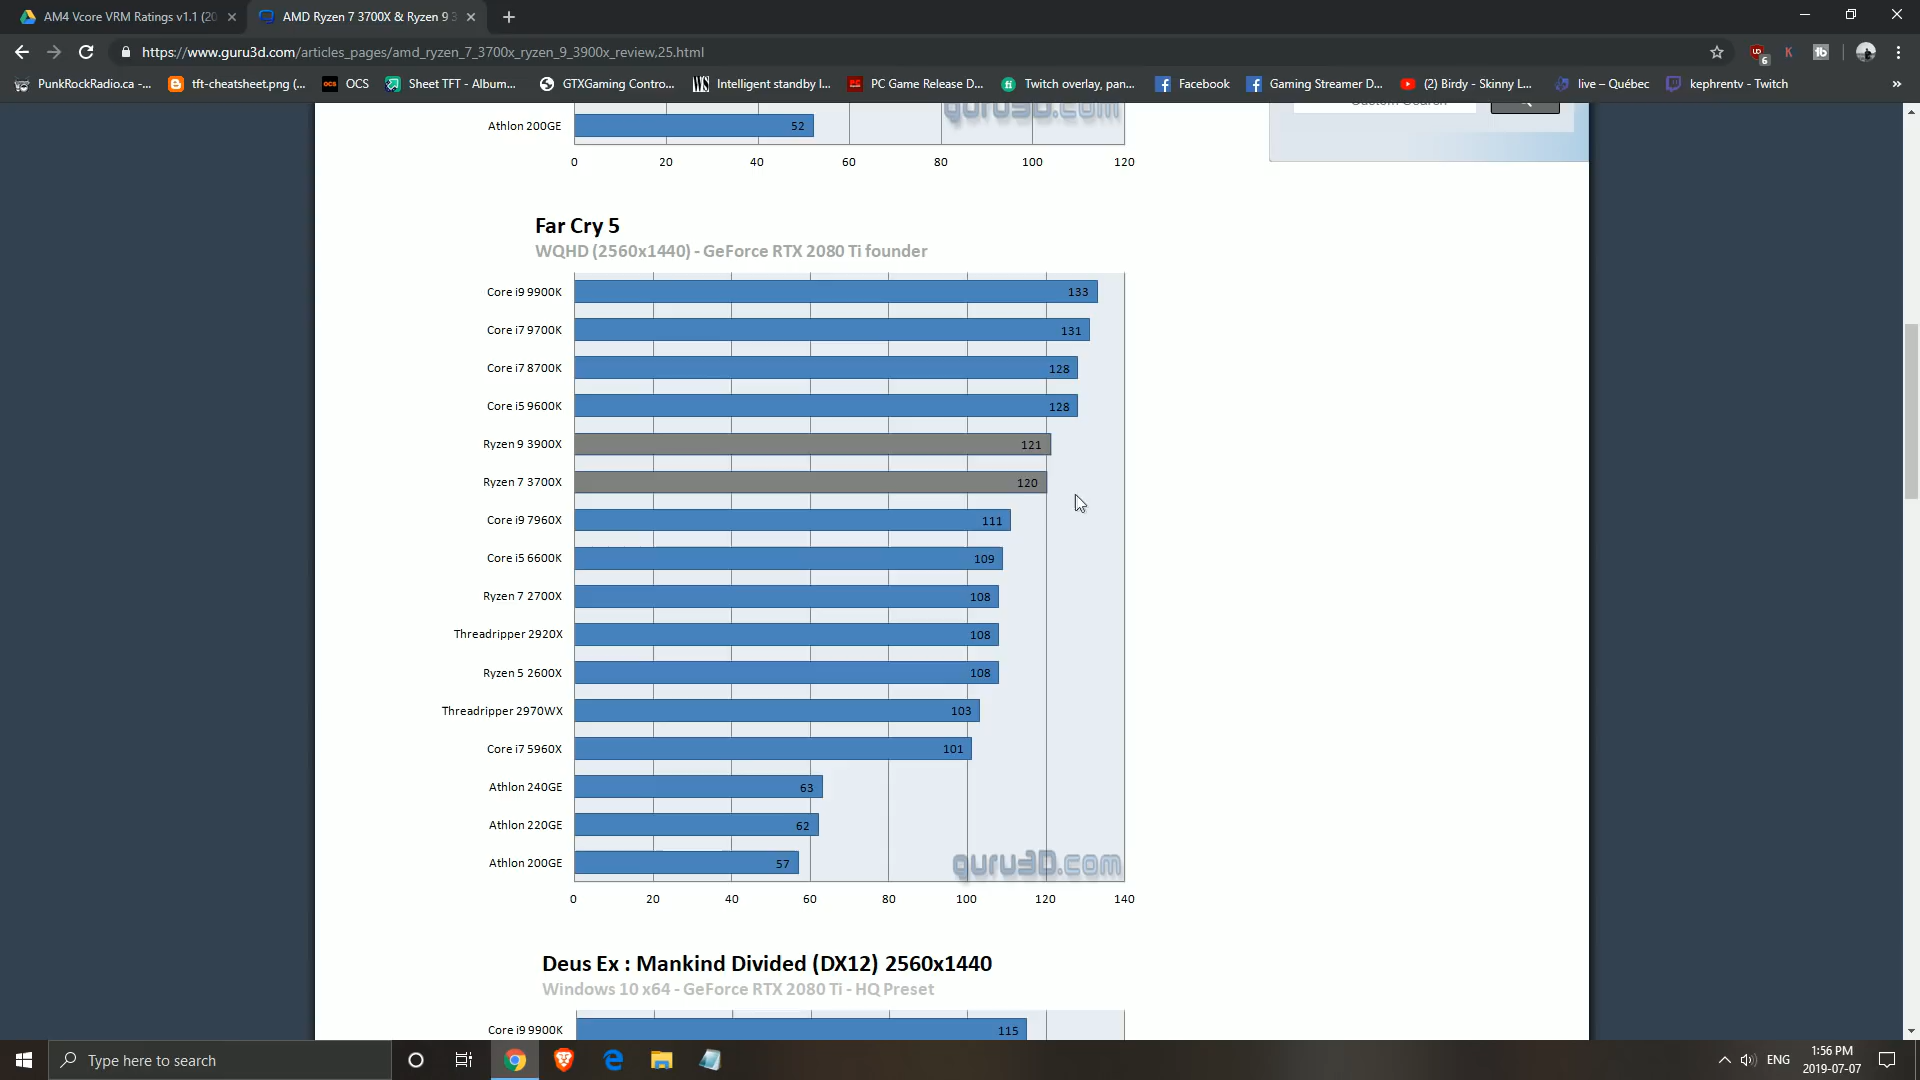 AM4 Vcore VRM Ratings v1.1 (20
AMD Ryzen 7 3700X & Ryzen 9 3
https://www.guru3d.com/articles_pages/amd_ryzen_7_3700x_ryzen_9_3900x_review,25.html
6
PunkRockRadio.ca -...
tft-cheatsheet.png (...
OCS
OCS
Sheet TFT - Album...
GTXGaming Contro...
Intelligent standby l...
PC Game Release D...
Twitch overlay, pan...
Facebook
Gaming Streamer D...
(2) Birdy - Skinny L...
live – Québec
kephrentv - Twitch
»
guru3D.com
Custom Search
Athlon 200GE 52
0 20 40 60 80 100 120
Far Cry 5
WQHD (2560x1440) - GeForce RTX 2080 Ti founder
Core i9 9900K 133
Core i7 9700K 131
Core i7 8700K 128
Core i5 9600K 128
Ryzen 9 3900X 121
Ryzen 7 3700X 120
Core i9 7960X 111
Core i5 6600K 109
Ryzen 7 2700X 108
Threadripper 2920X 108
Ryzen 5 2600X 108
Threadripper 2970WX 103
Core i7 5960X 101
Athlon 240GE 63
Athlon 220GE 62
Athlon 200GE 57
guru3D.com
0 20 40 60 80 100 120 140
Deus Ex : Mankind Divided (DX12) 2560x1440
Windows 10 x64 - GeForce RTX 2080 Ti - HQ Preset
Core i9 9900K 115
Type here to search
ENG
1:56 PM
2019-07-07